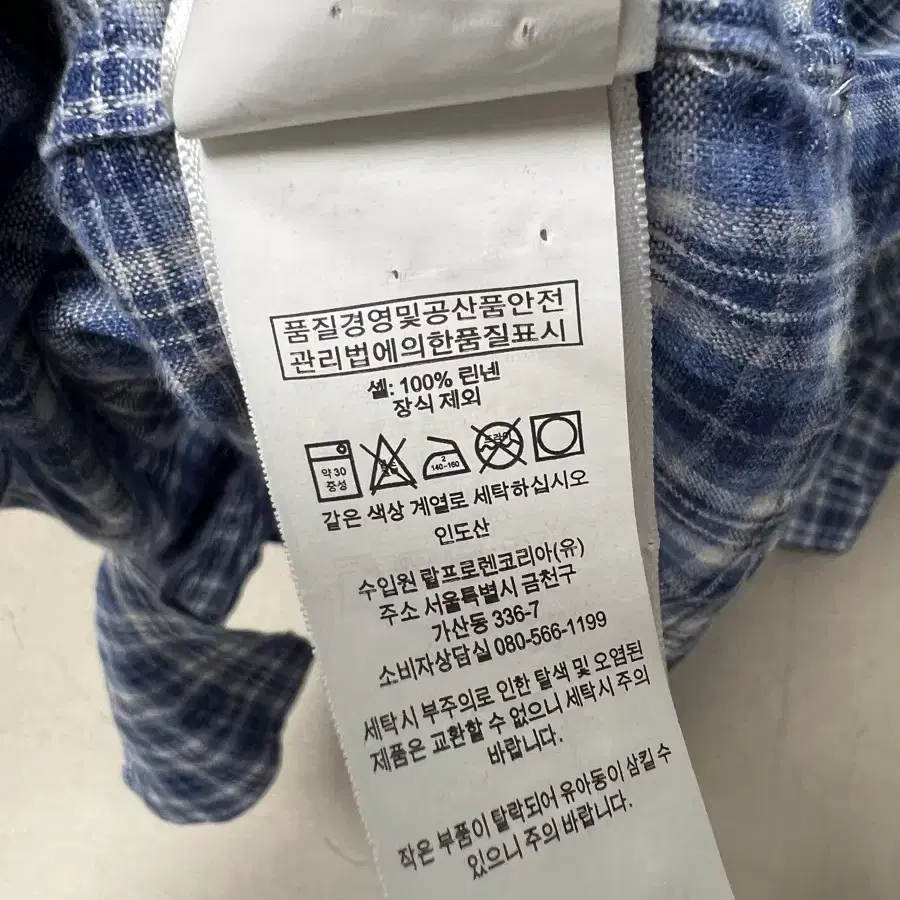 품질경영및공산품안전
관리법에의한품질표시
셸: 100% 린넨
장식 제외
약 30
중성
2
140-160
드라이
같은 색상 계열로 세탁하십시오
인도산
수입원 랄프로렌코리아(유)
주소 서울특별시 금천구
가산동 336-7
소비자상담실 080-566-1199
세탁시 부주의로 인한 탈색 및 오염된
제품은 교환할 수 없으니 세탁시 주의
바랍니다.
작은 부품이 탈락되어 유아동이 삼킬 수
있으니 주의 바랍니다.